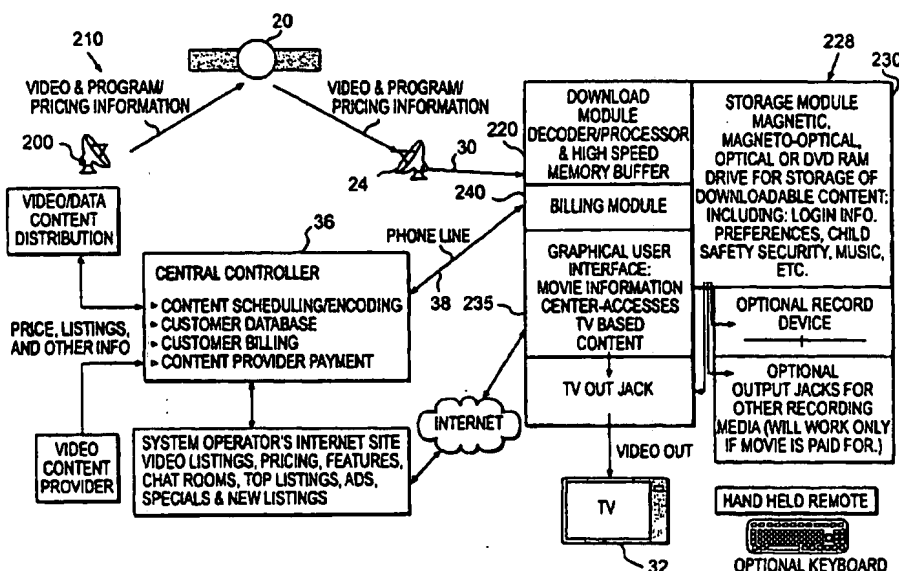 210
20
VIDEO & PROGRAM/
PRICING INFORMATION
VIDEO & PROGRAM/
PRICING INFORMATION
200
24
30
VIDEO/DATA
CONTENT
DISTRIBUTION
36
PHONE LINE
38
CENTRAL CONTROLLER
CONTENT SCHEDULING/ENCODING
CUSTOMER DATABASE
CUSTOMER BILLING
CONTENT PROVIDER PAYMENT
PRICE, LISTINGS,
AND OTHER INFO
VIDEO
CONTENT
PROVIDER
SYSTEM OPERATOR'S INTERNET SITE
VIDEO LISTINGS, PRICING, FEATURES,
CHAT ROOMS, TOP LISTINGS, ADS,
SPECIALS & NEW LISTINGS
INTERNET
220
DOWNLOAD
MODULE
DECODER/PROCESSOR
& HIGH SPEED
MEMORY BUFFER
240
BILLING MODULE
235
GRAPHICAL USER
INTERFACE:
MOVIE INFORMATION
CENTER-ACCESSES
TV BASED
CONTENT
TV OUT JACK
VIDEO OUT
TV
32
228
230
STORAGE MODULE
MAGNETIC,
MAGNETO-OPTICAL,
OPTICAL OR DVD RAM
DRIVE FOR STORAGE OF
DOWNLOADABLE CONTENT:
INCLUDING: LOGIN INFO.
PREFERENCES, CHILD
SAFETY SECURITY, MUSIC,
ETC.
OPTIONAL RECORD
DEVICE
OPTIONAL
OUTPUT JACKS FOR
OTHER RECORDING
MEDIA (WILL WORK ONLY
IF MOVIE IS PAID FOR.)
HAND HELD REMOTE
OPTIONAL KEYBOARD